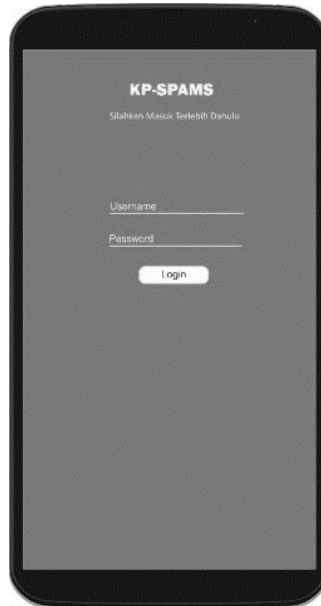 KP-SPAMS
Silahkan Masuk Terlebih Dahulu
Username
Password
Login